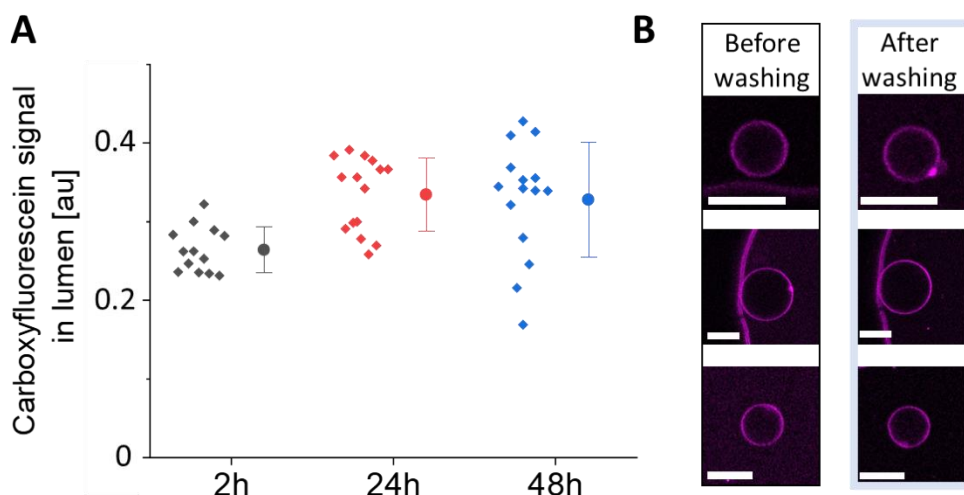 A
Carboxyfluorescein signal
in lumen [au]
0.4
0.2
0
2h
24h
48h
B
Before
washing
After
washing